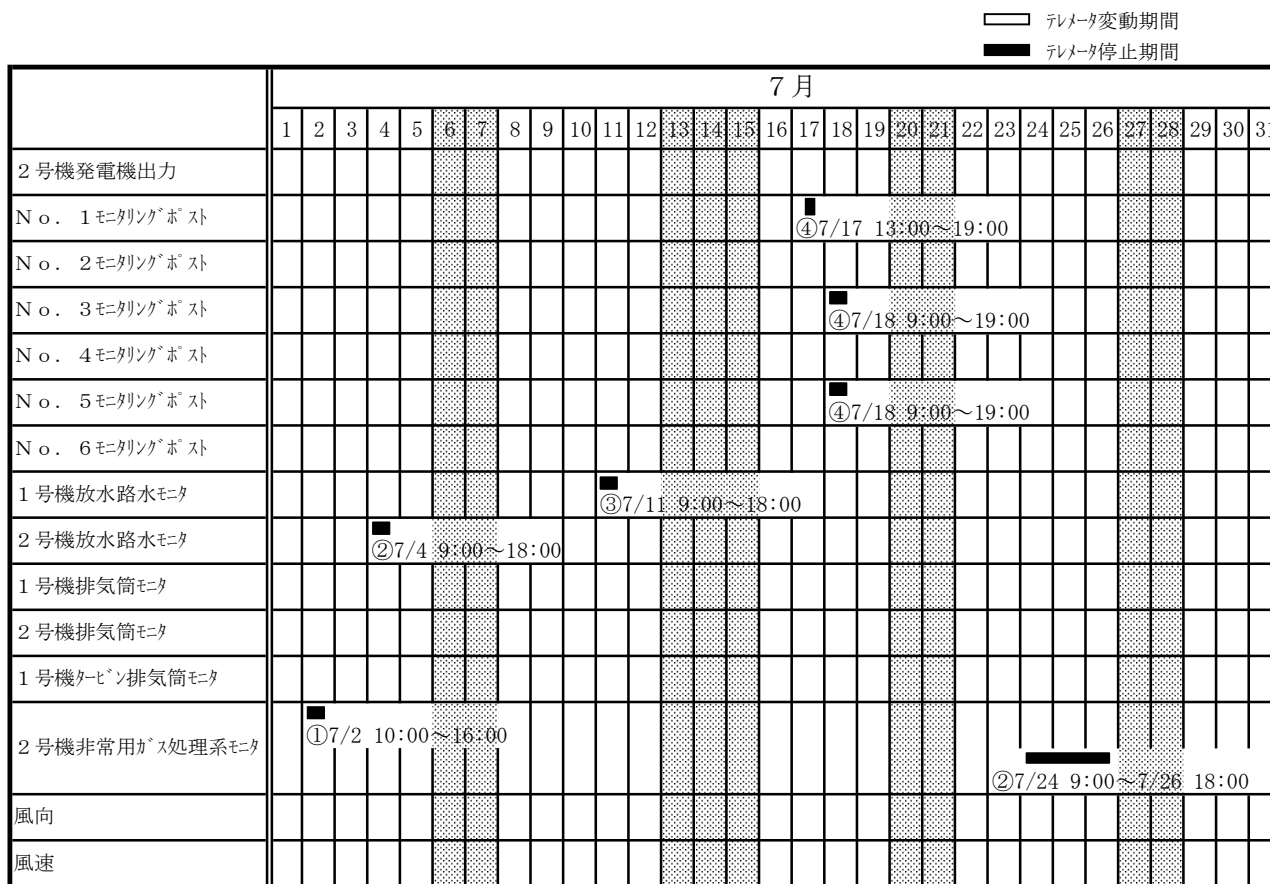 ﾃﾚﾒｰﾀ変動期間
ﾃﾚﾒｰﾀ停止期間
７月
1 2 3 4 5 6 7 8 9 10 11 12 13 14 15 16 17 18 19 20 21 22 23 24 25 26 27 28 29 30 31
２号機発電機出力
Ｎｏ．１ﾓﾆﾀﾘﾝｸﾞﾎﾟｽﾄ
④7/17 13:00～19:00
Ｎｏ．２ﾓﾆﾀﾘﾝｸﾞﾎﾟｽﾄ
Ｎｏ．３ﾓﾆﾀﾘﾝｸﾞﾎﾟｽﾄ
④7/18 9:00～19:00
Ｎｏ．４ﾓﾆﾀﾘﾝｸﾞﾎﾟｽﾄ
Ｎｏ．５ﾓﾆﾀﾘﾝｸﾞﾎﾟｽﾄ
④7/18 9:00～19:00
Ｎｏ．６ﾓﾆﾀﾘﾝｸﾞﾎﾟｽﾄ
１号機放水路水ﾓﾆﾀ
③7/11 9:00～18:00
２号機放水路水ﾓﾆﾀ
②7/4 9:00～18:00
１号機排気筒ﾓﾆﾀ
２号機排気筒ﾓﾆﾀ
１号機ﾀｰﾋﾞﾝ排気筒ﾓﾆﾀ
２号機非常用ｶﾞｽ処理系ﾓﾆﾀ
①7/2 10:00～16:00
②7/24 9:00～7/26 18:00
風向
風速